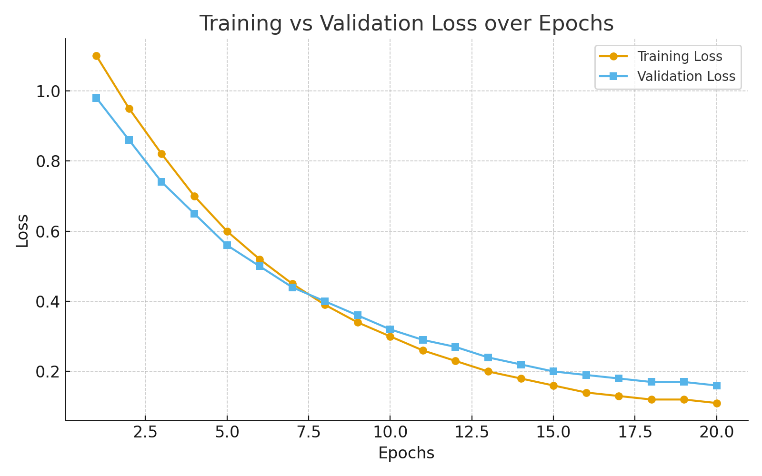 Training vs Validation Loss over Epochs
Training Loss
Validation Loss
1.0
0.8
0.6
0.4
0.2
Loss
2.5 5.0 7.5 10.0 12.5 15.0 17.5 20.0
Epochs